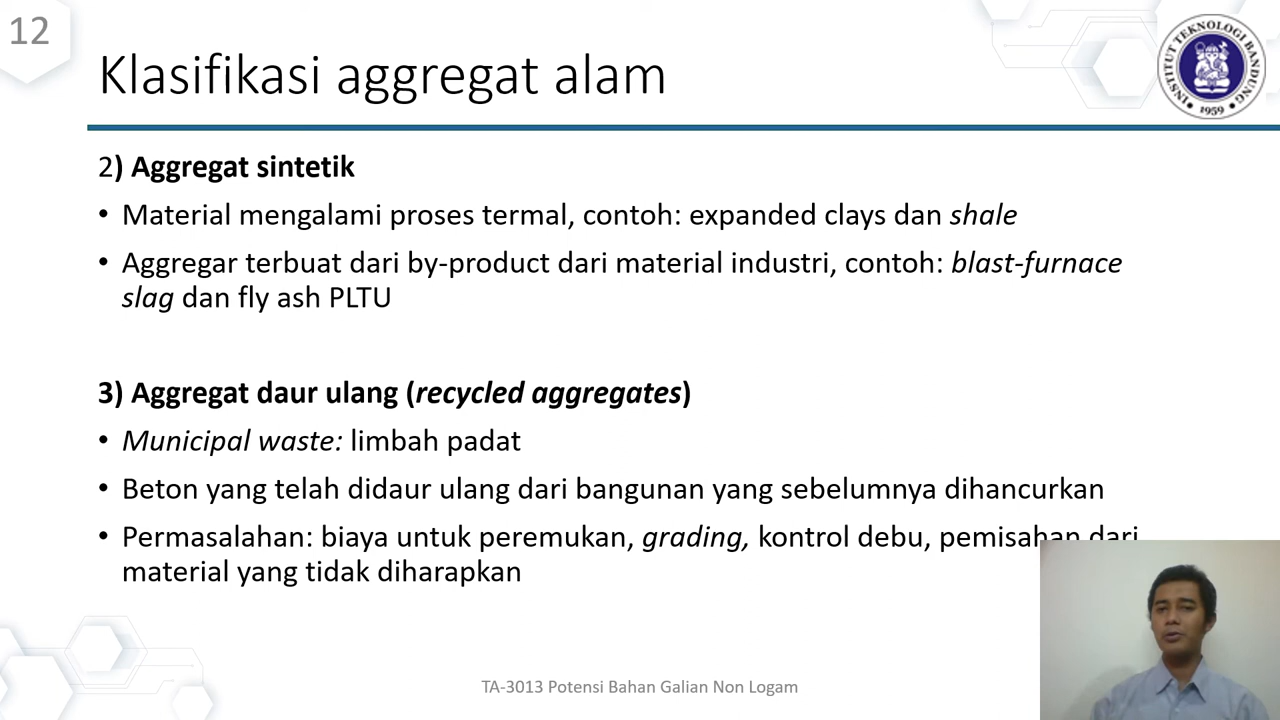 12
Klasifikasi aggregat alam
INSTITUT TEKNOLOGI BANDUNG
1959
2) Aggregat sintetik
• Material mengalami proses termal, contoh: expanded clays dan shale
• Aggregar terbuat dari by-product dari material industri, contoh: blast-furnace
slag dan fly ash PLTU
3) Aggregat daur ulang (recycled aggregates)
• Municipal waste: limbah padat
• Beton yang telah didaur ulang dari bangunan yang sebelumnya dihancurkan
• Permasalahan: biaya untuk peremukan, grading, kontrol debu, pemisahan dari
material yang tidak diharapkan
TA-3013 Potensi Bahan Galian Non Logam